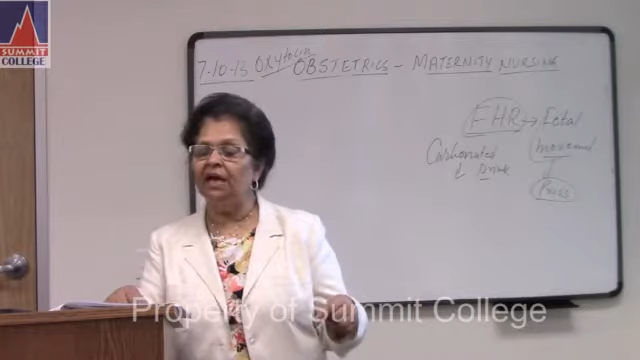 SUMMIT
COLLEGE
7-10-13 OXytocin OBSTETRICS - MATERNITY NURSING
FHR → Fetal
movement
Carbonated
drink
Press
Property of Summit College